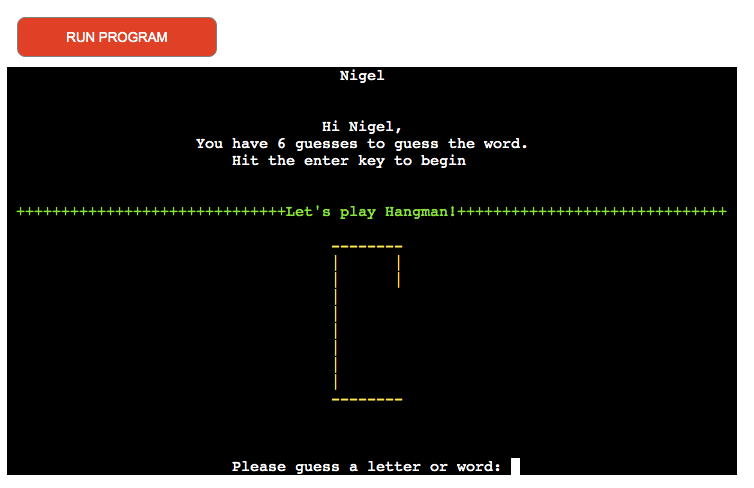 RUN PROGRAM
Nigel
Hi Nigel,
You have 6 guesses to guess the word.
Hit the enter key to begin
++++++++++++++++++++++++++++++Let's play Hangman!++++++++++++++++++++++++++++++
--------
|      |
|      |
|
|
|
|
|
|
--------
Please guess a letter or word: